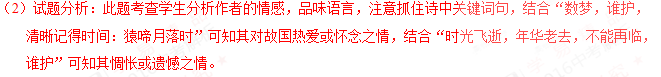 （2）试题分析：此题考查学生分析作者的情感，品味语言，注意抓住诗中关键词句，结合“数梦，谁护，
清晰记得时间：猿啼月落时”可知其对故国热爱或怀念之情，结合“时光飞逝，年华老去，不能再临，
谁护”可知其惆怅或遗憾之情。